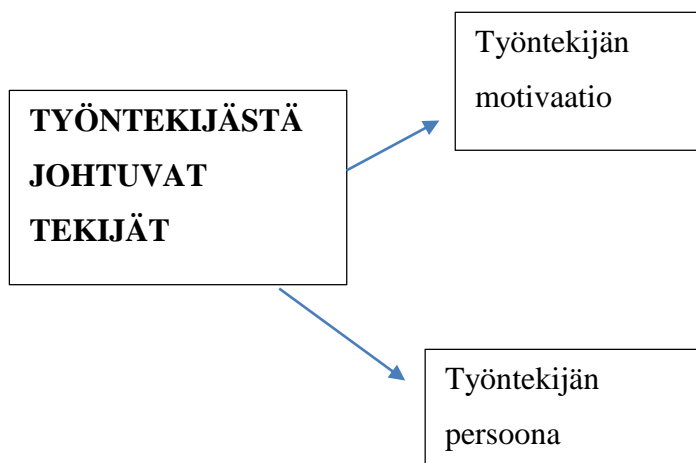 Työntekijän
motivaatio
TYÖNTEKIJÄSTÄ
JOHTUVAT
TEKIJÄT
Työntekijän
persoona